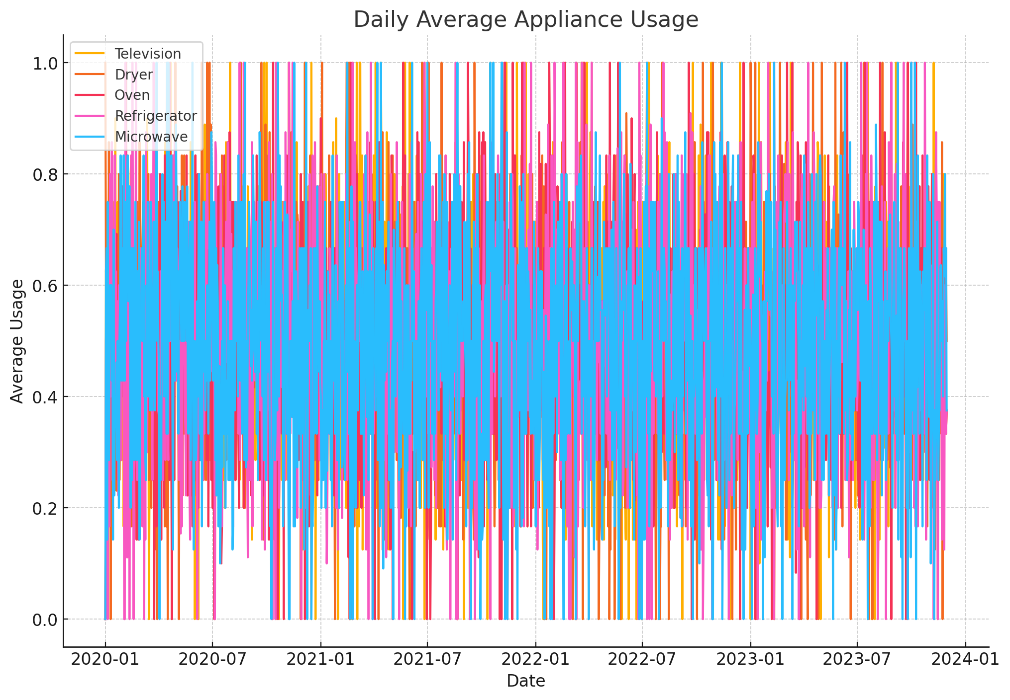 Daily Average Appliance Usage
Television
Dryer
Oven
Refrigerator
Microwave
Average Usage
1.0
0.8
0.6
0.4
0.2
0.0
2020-01 2020-07 2021-01 2021-07 2022-01 2022-07 2023-01 2023-07 2024-01
Date